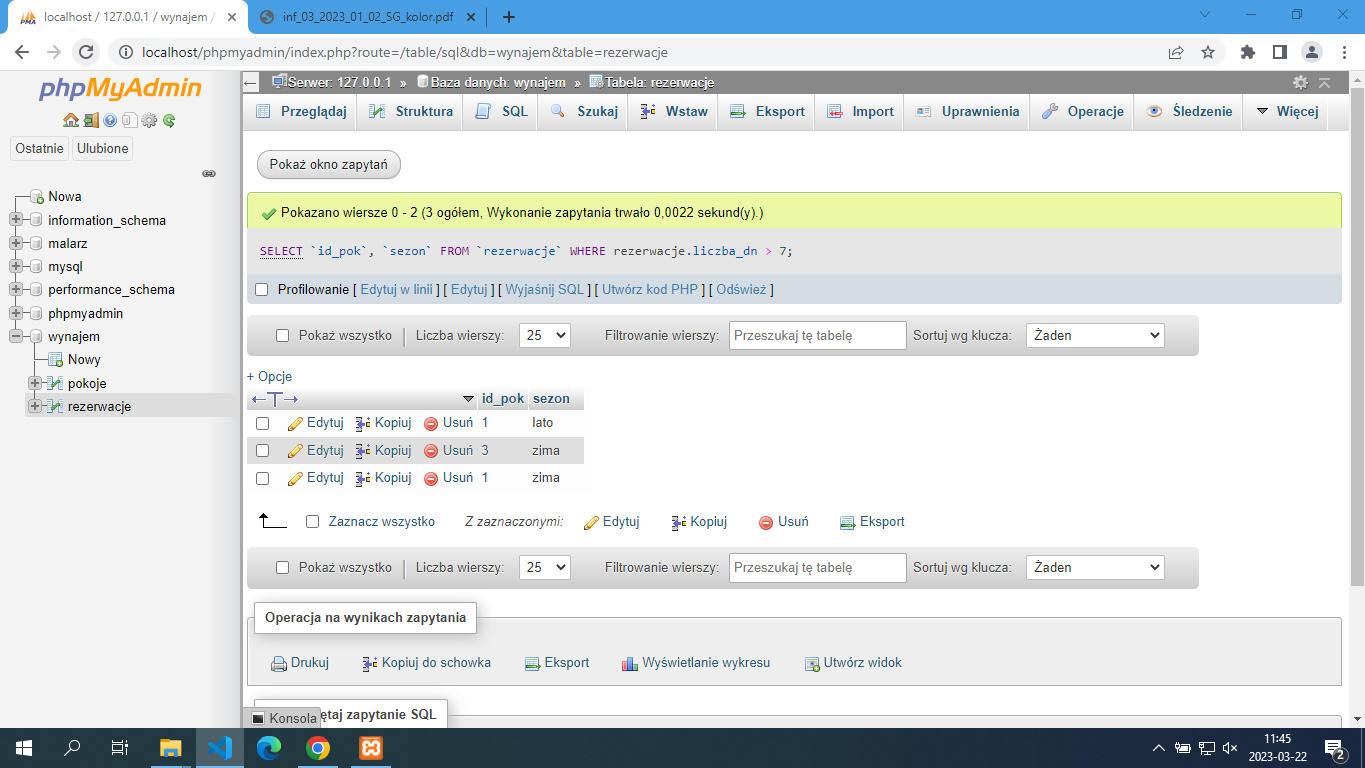 localhost / 127.0.0.1 / wynajem /
inf_03_2023_01_02_SG_kolor.pdf
localhost/phpmyadmin/index.php?route=/table/sql&db=wynajem&table=rezerwacje
phpMyAdmin
Ostatnie Ulubione
Nowa
information_schema
malarz
mysql
performance_schema
phpmyadmin
wynajem
Nowy
pokoje
rezerwacje
Serwer: 127.0.0.1 » Baza danych: wynajem » Tabela: rezerwacje
Przeglądaj Struktura SQL Szukaj Wstaw Eksport Import Uprawnienia Operacje Śledzenie Więcej
Pokaż okno zapytań
Pokazano wiersze 0 - 2 (3 ogółem, Wykonanie zapytania trwało 0,0022 sekund(y).)
SELECT `id_pok`, `sezon` FROM `rezerwacje` WHERE rezerwacje.liczba_dn > 7;
Profilowanie [ Edytuj w linii ] [ Edytuj ] [ Wyjaśnij SQL ] [ Utwórz kod PHP ] [ Odśwież ]
Pokaż wszystko | Liczba wierszy: 25 Filtrowanie wierszy: Przeszukaj tę tabelę Sortuj wg klucza: Żaden
+ Opcje
←T→ id_pok sezon
Edytuj Kopiuj Usuń 1 lato
Edytuj Kopiuj Usuń 3 zima
Edytuj Kopiuj Usuń 1 zima
Zaznacz wszystko Z zaznaczonymi: Edytuj Kopiuj Usuń Eksport
Pokaż wszystko | Liczba wierszy: 25 Filtrowanie wierszy: Przeszukaj tę tabelę Sortuj wg klucza: Żaden
Operacja na wynikach zapytania
Drukuj Kopiuj do schowka Eksport Wyświetlanie wykresu Utwórz widok
zapytanie SQL
Konsola
11:45
2023-03-22
2